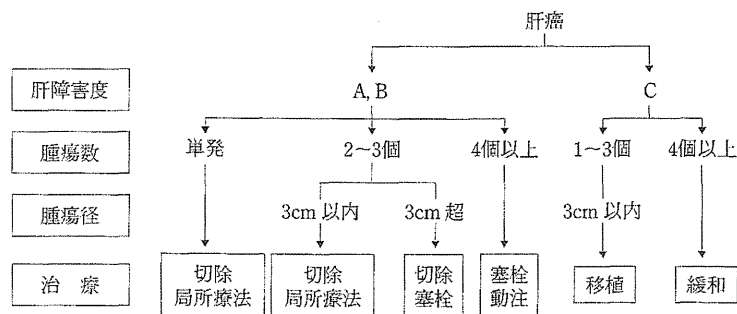 肝癌
肝障害度
A, B
C
腫瘍数
単発
2〜3個
4個以上
1〜3個
4個以上
腫瘍径
3cm 以内
3cm 超
3cm 以内
治 療
切除
局所療法
切除
局所療法
切除
塞栓
塞栓
動注
移植
緩和